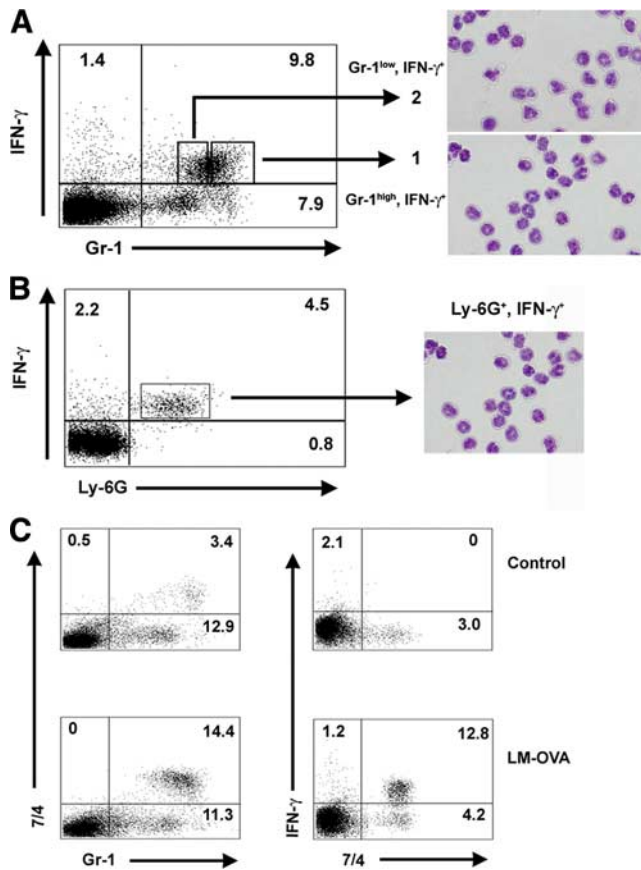 A
IFN-γ
1.4
9.8
7.9
Gr-1
Gr-1low, IFN-γ+
2
1
Gr-1high, IFN-γ+
B
IFN-γ
2.2
4.5
0.8
Ly-6G
Ly-6G+, IFN-γ+
C
0.5
3.4
12.9
2.1
0
3.0
Control
0
14.4
11.3
1.2
12.8
4.2
LM-OVA
7/4
Gr-1
IFN-γ
7/4